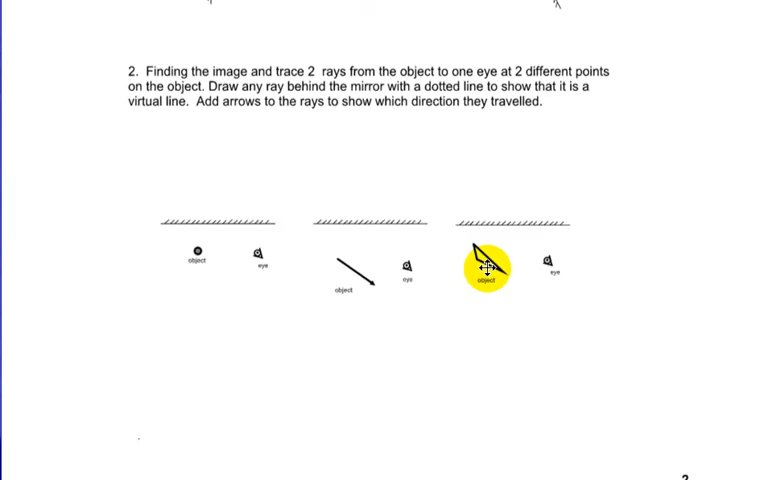 2. Finding the image and trace 2 rays from the object to one eye at 2 different points
on the object. Draw any ray behind the mirror with a dotted line to show that it is a
virtual line. Add arrows to the rays to show which direction they travelled.
object
eye
object
eye
object
eye